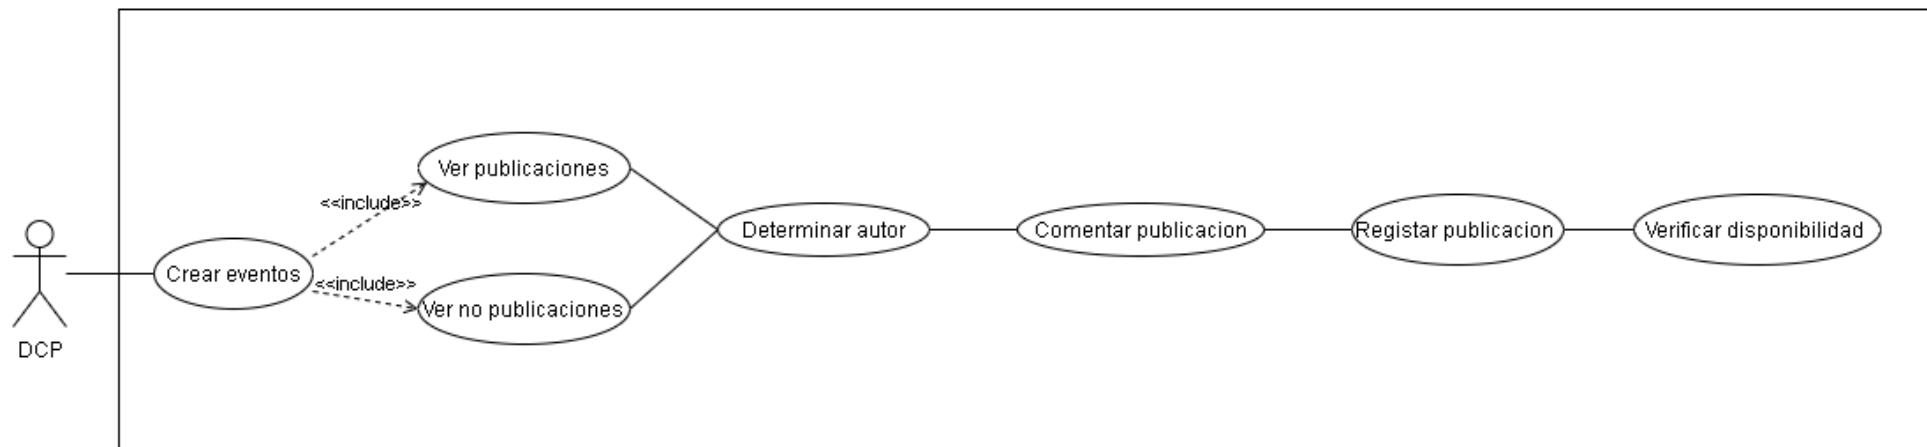 Ver publicaciones
<<include>>
Determinar autor
Comentar publicacion
Registar publicacion
Verificar disponibilidad
Crear eventos
<<include>>
Ver no publicaciones
DCP